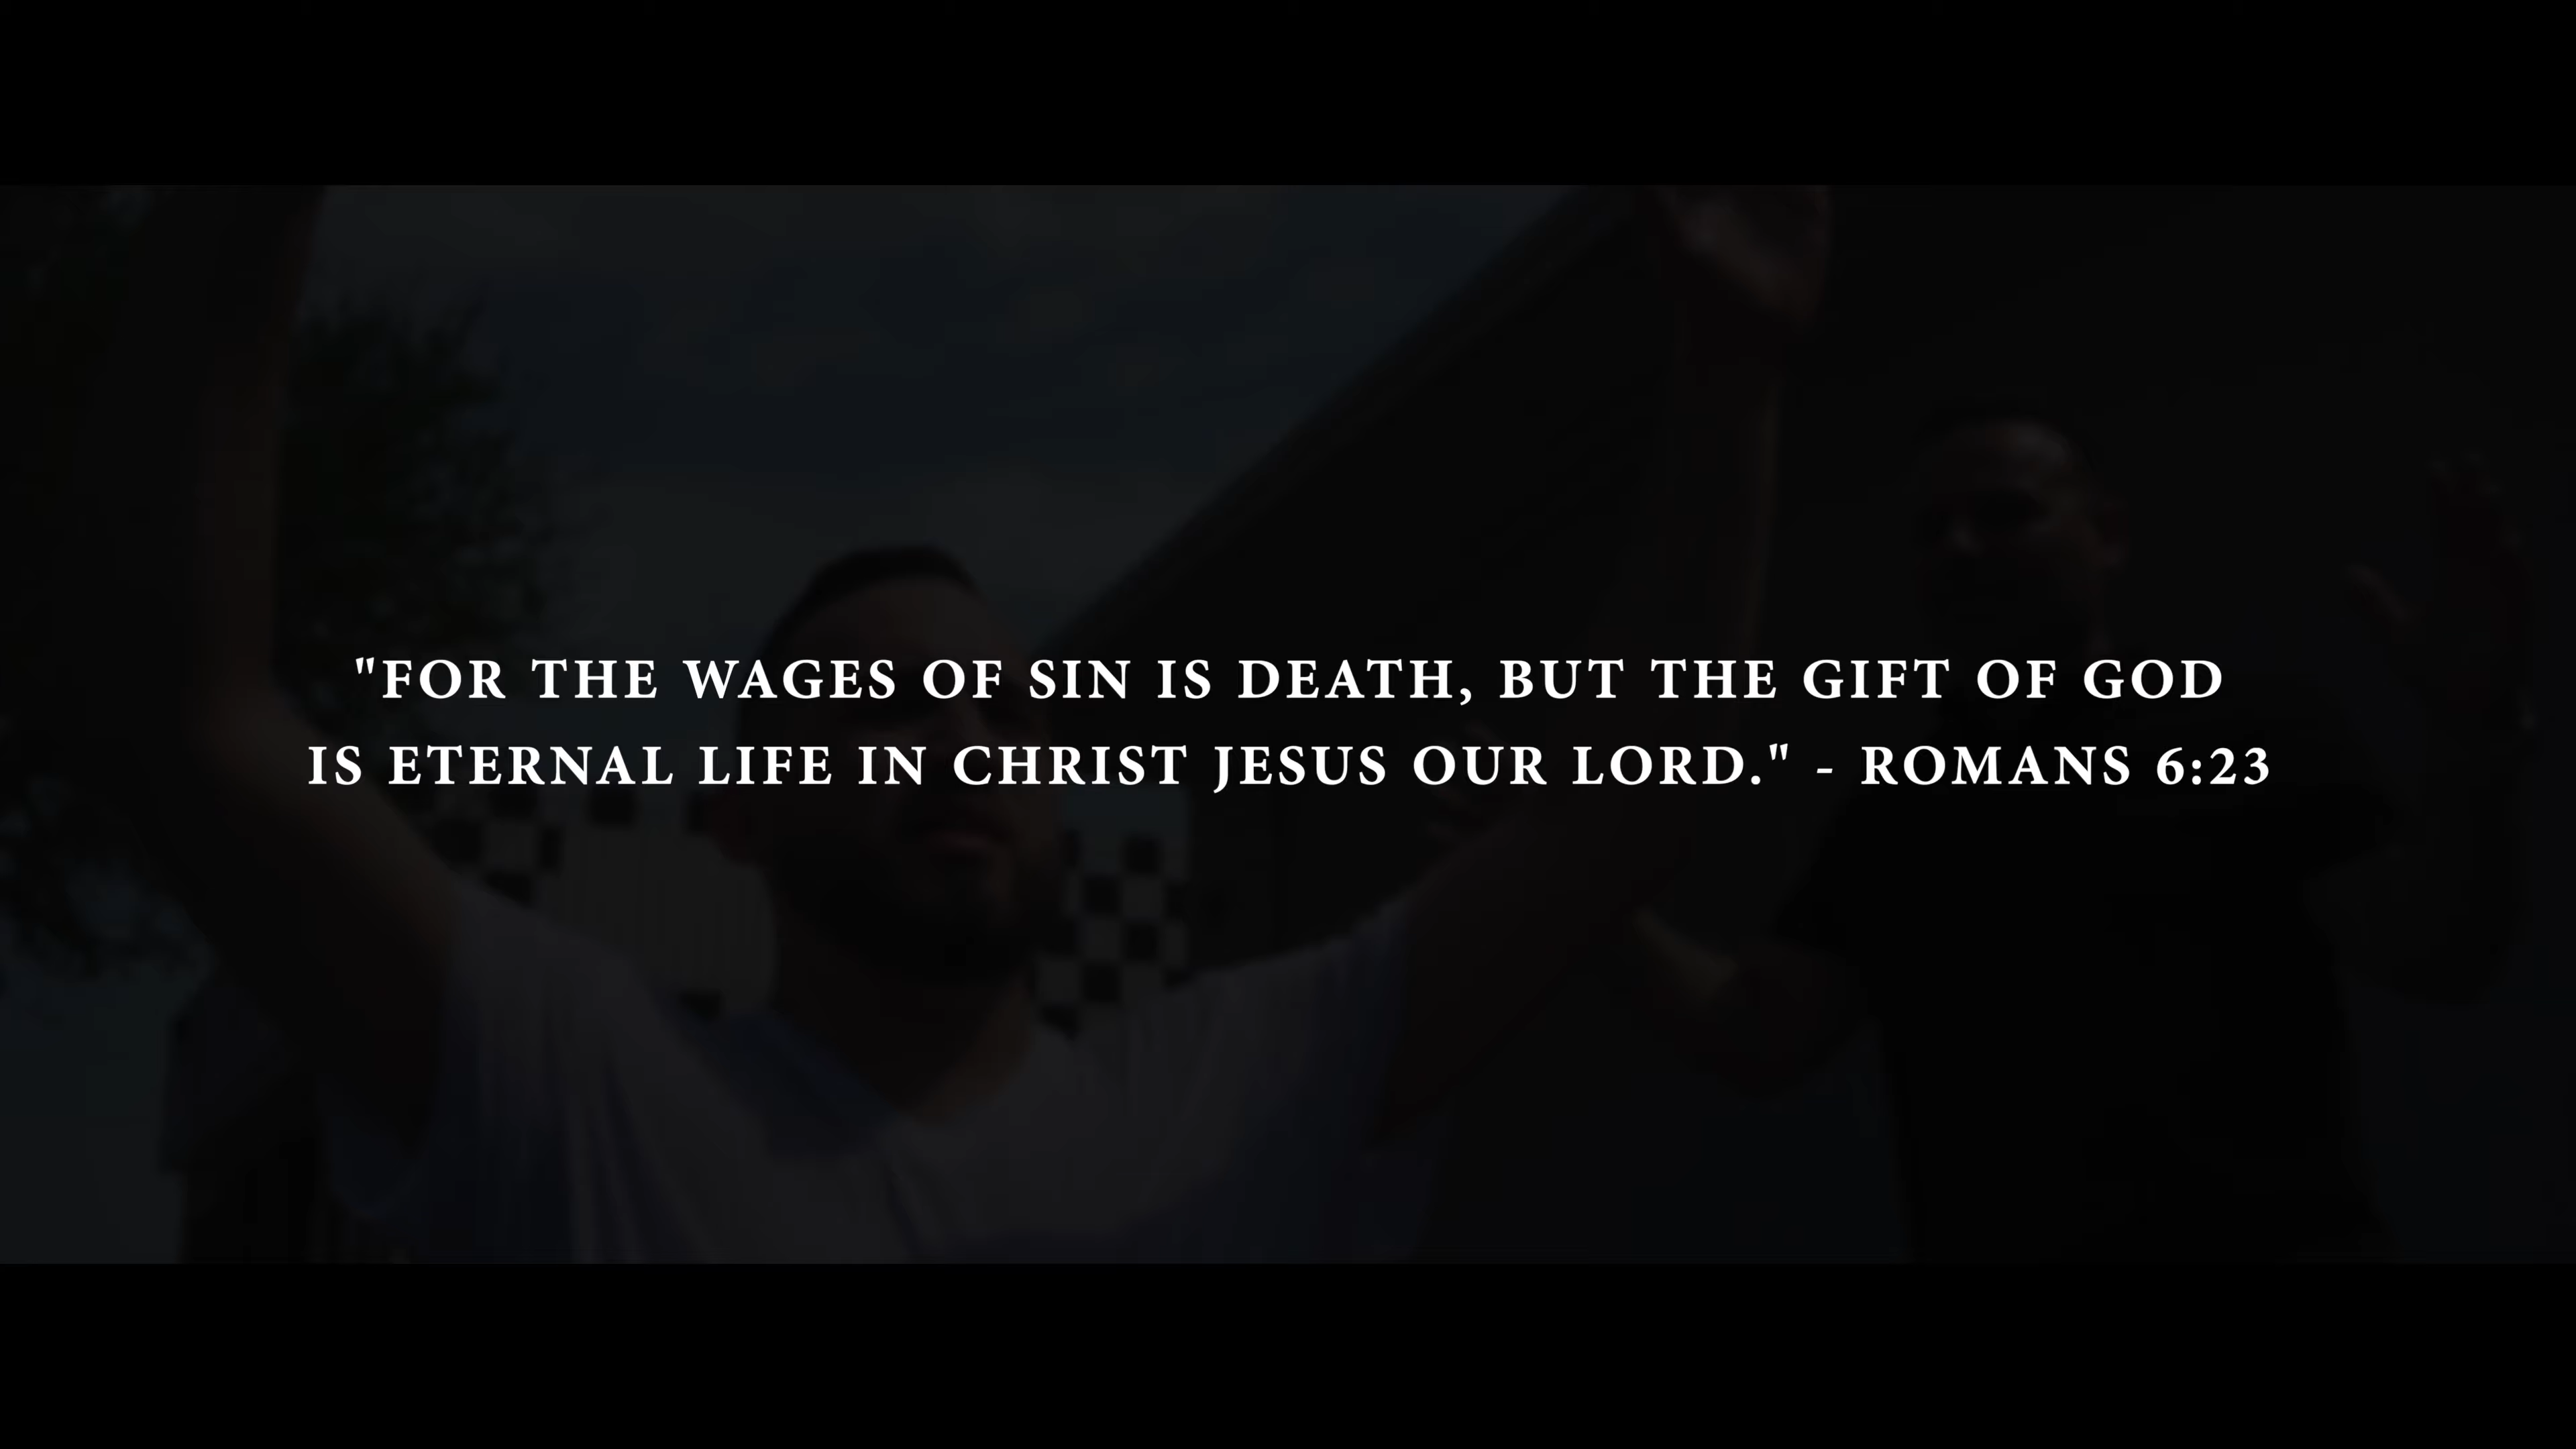 "FOR THE WAGES OF SIN IS DEATH, BUT THE GIFT OF GOD
IS ETERNAL LIFE IN CHRIST JESUS OUR LORD." - ROMANS 6:23